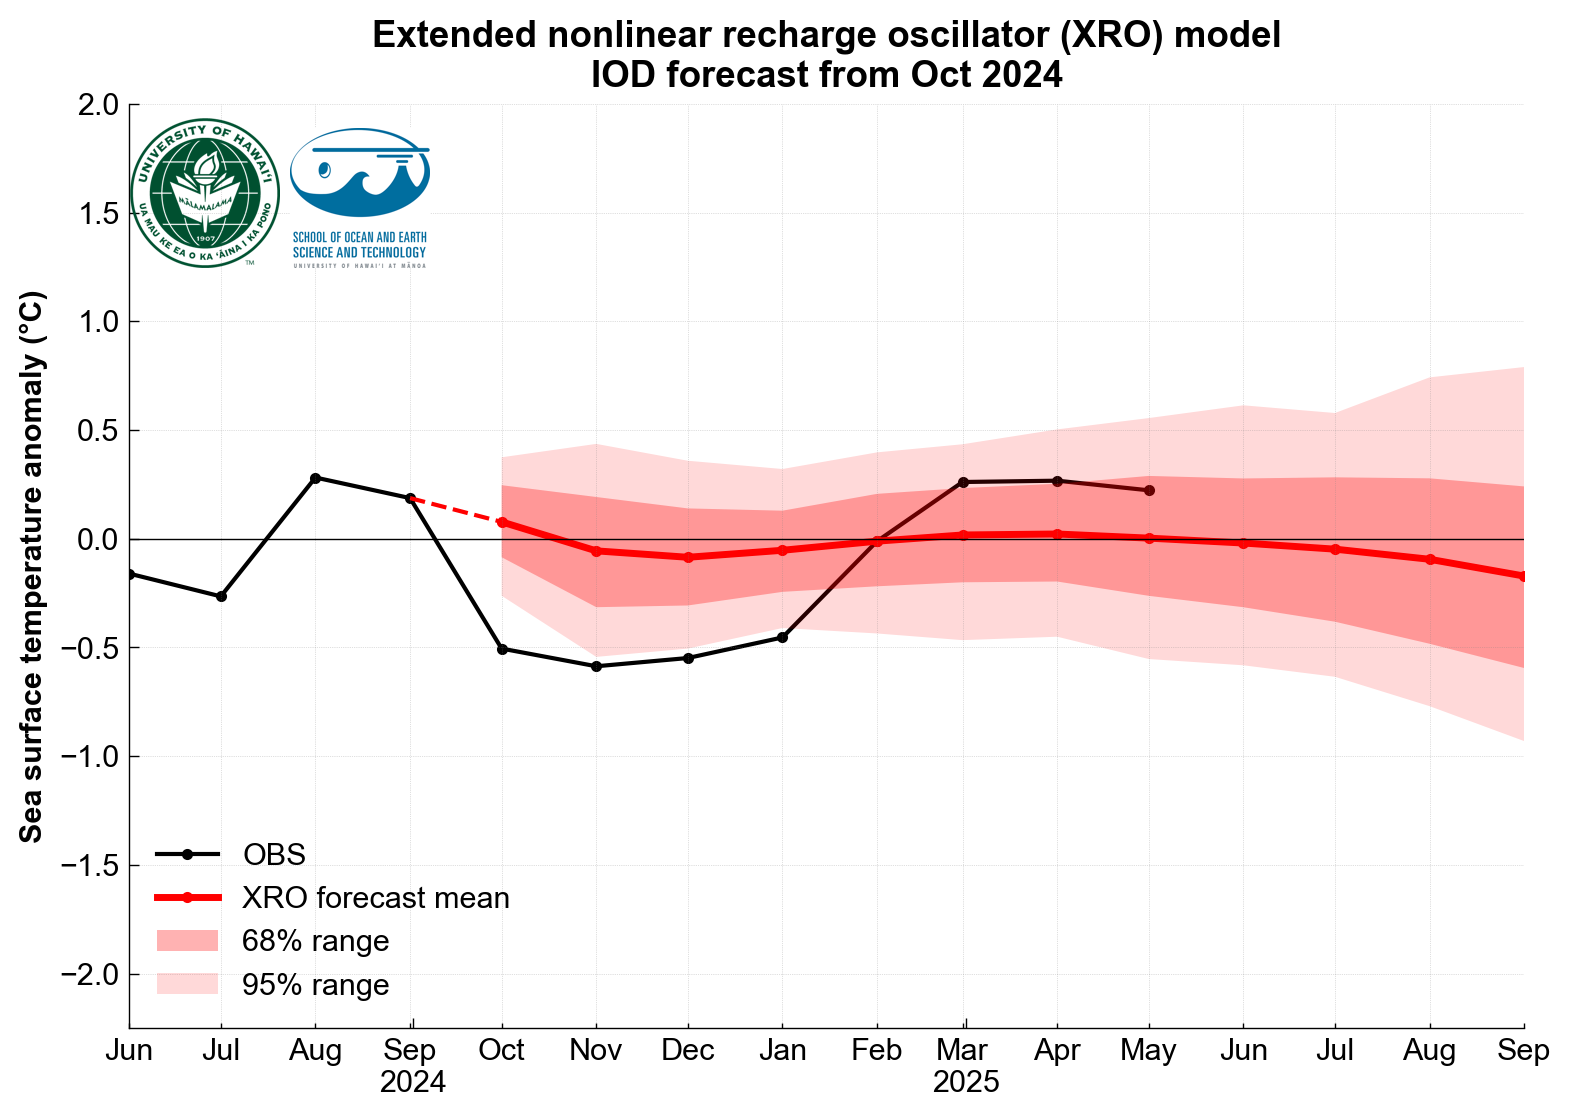 Extended nonlinear recharge oscillator (XRO) model
IOD forecast from Oct 2024
UNIVERSITY OF HAWAIʻI
MĀLAMALAMA
1907
UA MAU KE EA O KA ʻĀINA I KA PONO
TM
SCHOOL OF OCEAN AND EARTH
SCIENCE AND TECHNOLOGY
UNIVERSITY OF HAWAIʻI AT MĀNOA
Sea surface temperature anomaly (°C)
2.0
1.5
1.0
0.5
0.0
−0.5
−1.0
−1.5
−2.0
OBS
XRO forecast mean
68% range
95% range
Jun Jul Aug Sep Oct Nov Dec Jan Feb Mar Apr May Jun Jul Aug Sep
2024 2025